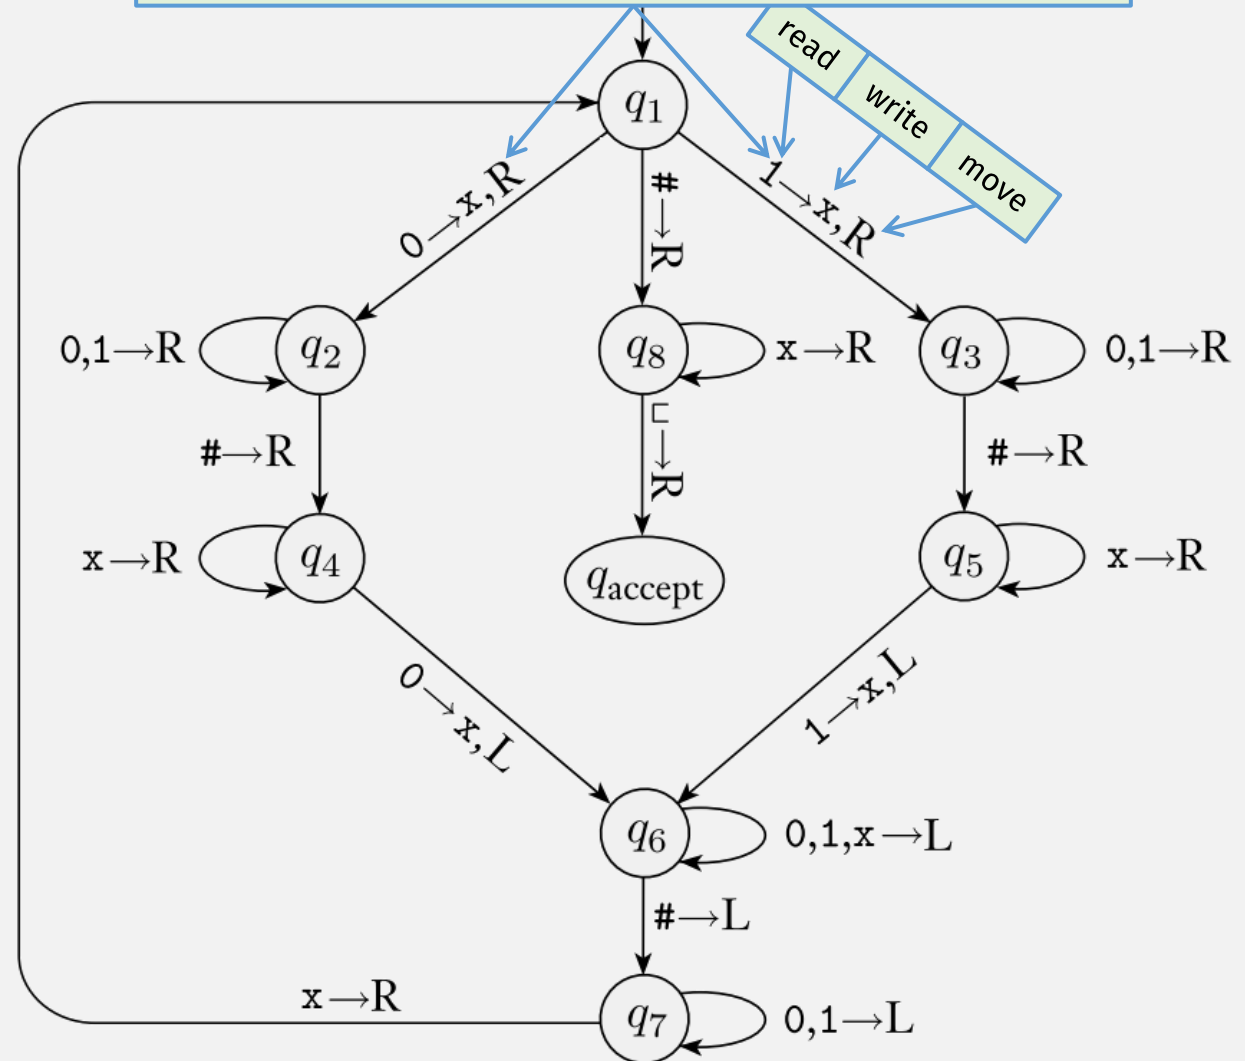 read
write
move
q1
0→x,R
#→R
1→x,R
0,1→R
q2
q8
x→R
q3
0,1→R
#→R
⊔→R
#→R
x→R
q4
qaccept
q5
x→R
0→x,L
1→x,L
q6
0,1,x→L
#→L
x→R
q7
0,1→L